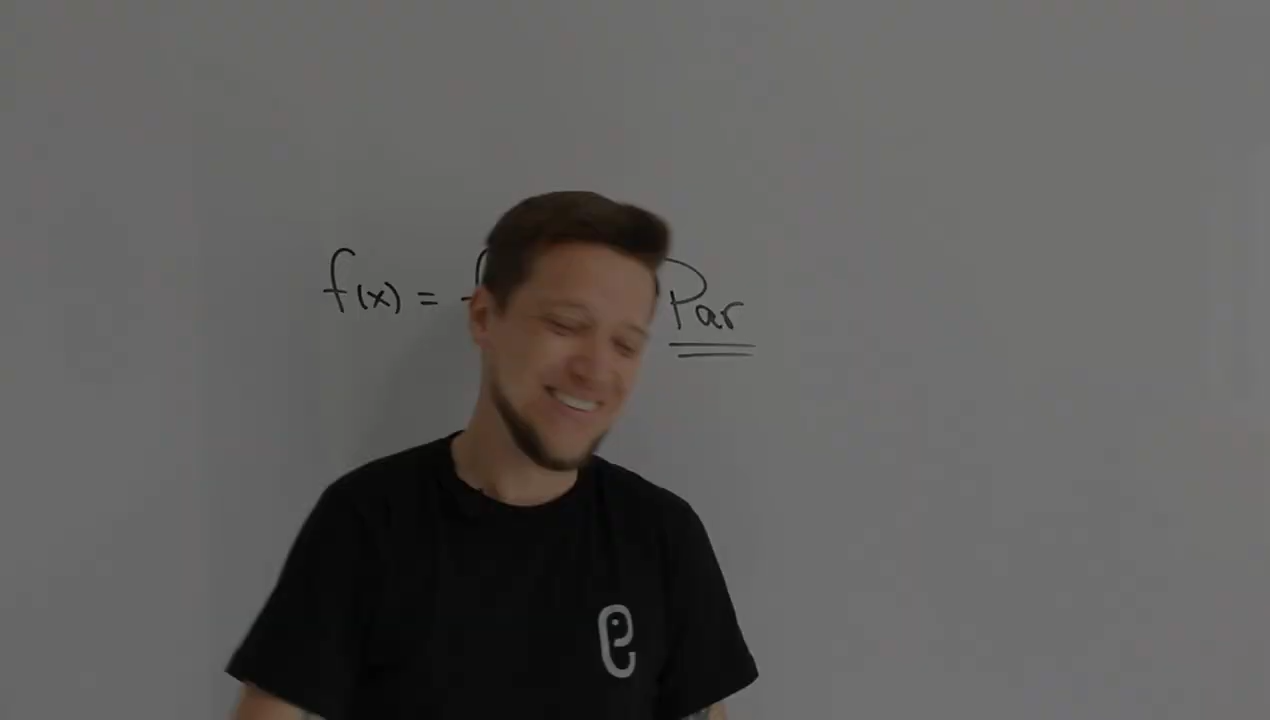 f(x) = f
Par